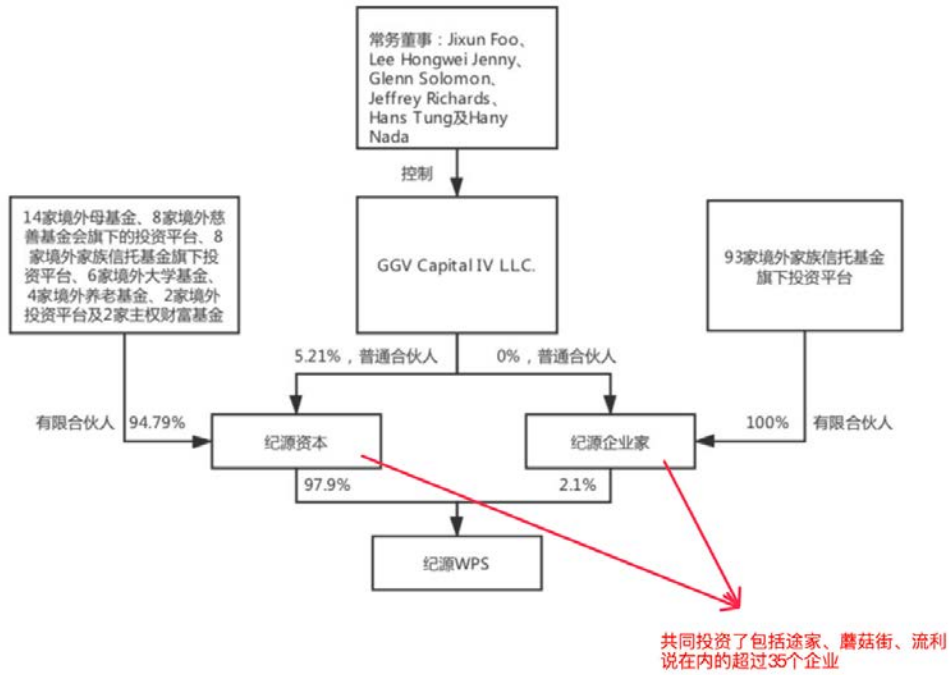 常务董事：Jixun Foo、
Lee Hongwei Jenny、
Glenn Solomon、
Jeffrey Richards、
Hans Tung及Hany
Nada
控制
14家境外母基金、8家境外慈
善基金会旗下的投资平台、8
家境外家族信托基金旗下投
资平台、6家境外大学基金、
4家境外养老基金、2家境外
投资平台及2家主权财富基金
GGV Capital IV LLC.
93家境外家族信托基金
旗下投资平台
5.21%，普通合伙人
0%，普通合伙人
有限合伙人
94.79%
纪源资本
纪源企业家
100%
有限合伙人
97.9%
2.1%
纪源WPS
共同投资了包括途家、蘑菇街、流利
说在内的超过35个企业